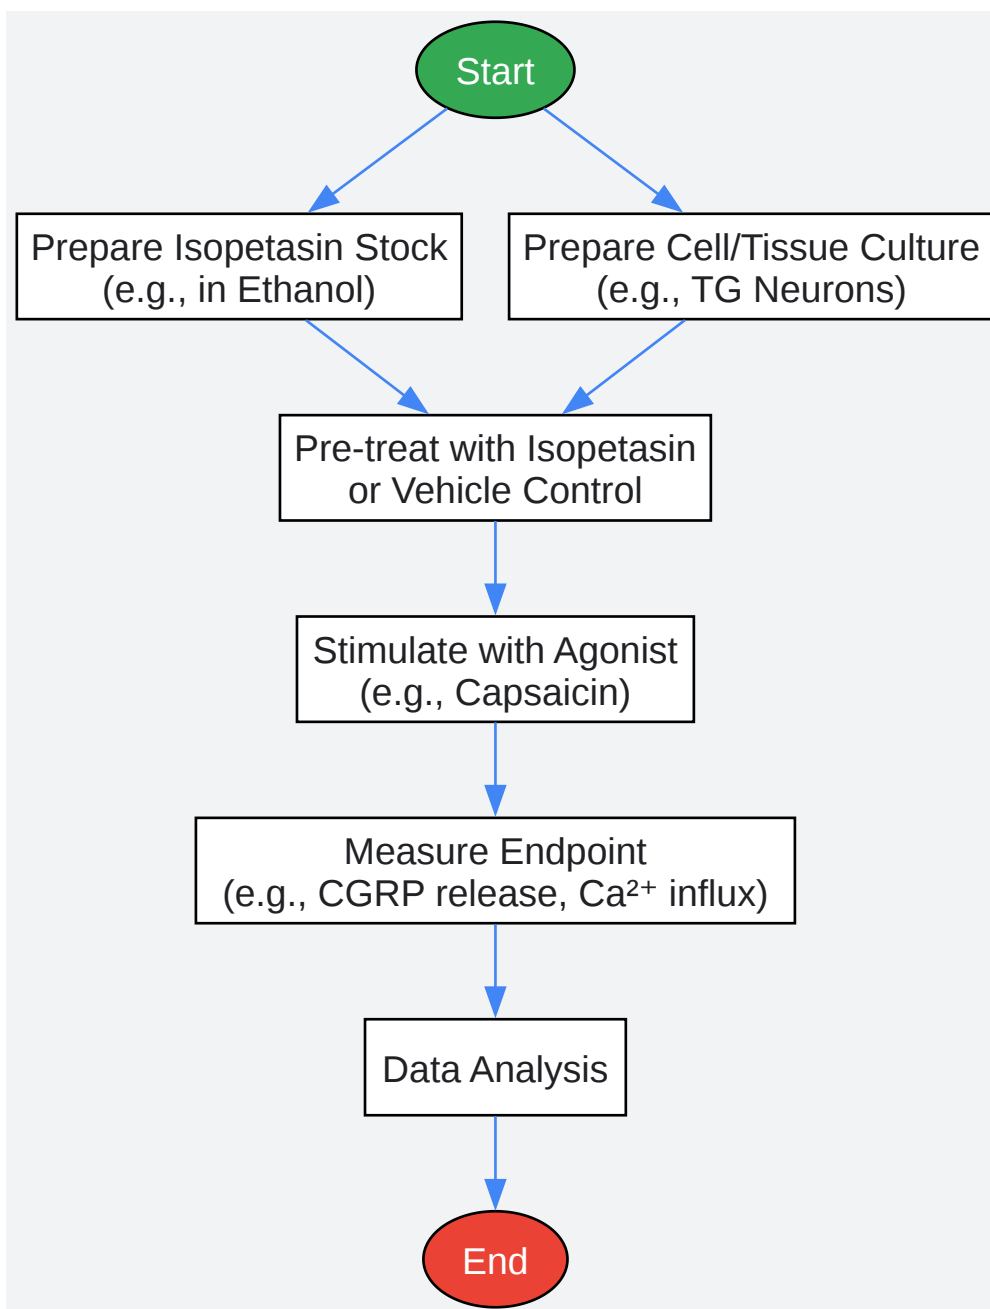 Start
Prepare Isopetasin Stock
(e.g., in Ethanol)
Prepare Cell/Tissue Culture
(e.g., TG Neurons)
Pre-treat with Isopetasin
or Vehicle Control
Stimulate with Agonist
(e.g., Capsaicin)
Measure Endpoint
(e.g., CGRP release, Ca²⁺ influx)
Data Analysis
End